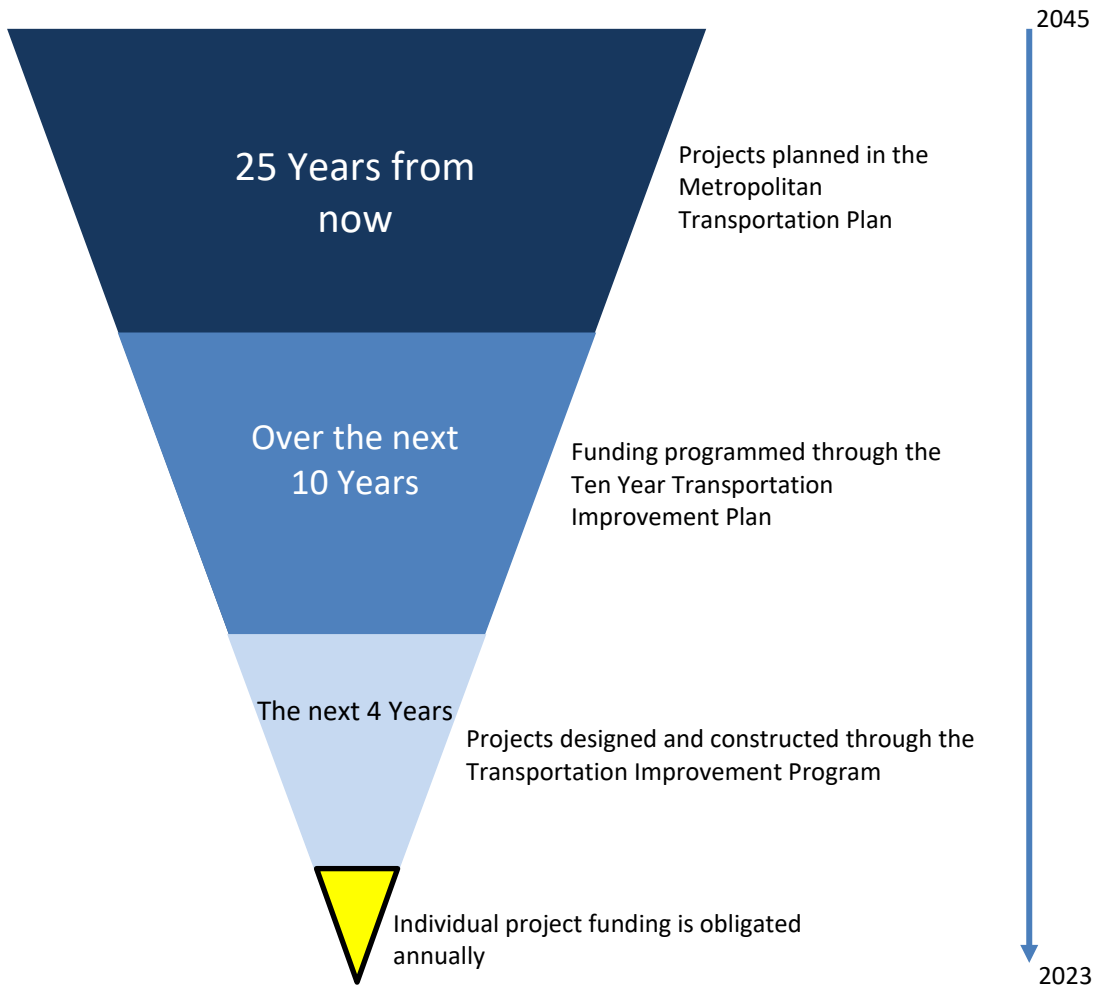 2045
25 Years from
now
Projects planned in the
Metropolitan
Transportation Plan
Over the next
10 Years
Funding programmed through the
Ten Year Transportation
Improvement Plan
The next 4 Years
Projects designed and constructed through the
Transportation Improvement Program
Individual project funding is obligated
annually
2023